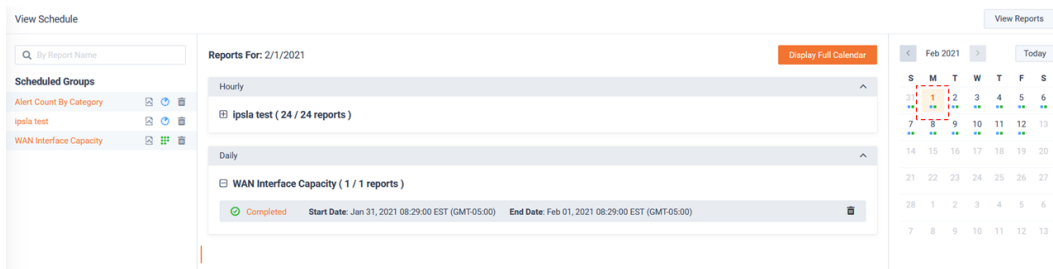 View Schedule
View Reports
By Report Name
Scheduled Groups
Alert Count By Category
ipsla test
WAN Interface Capacity
Reports For: 2/1/2021
Display Full Calendar
Hourly
ipsla test ( 24 / 24 reports )
Daily
WAN Interface Capacity ( 1 / 1 reports )
Completed Start Date: Jan 31, 2021 08:29:00 EST (GMT-05:00) End Date: Feb 01, 2021 08:29:00 EST (GMT-05:00)
< Feb 2021 > Today
S M T W T F S
31 1 2 3 4 5 6
7 8 9 10 11 12 13
14 15 16 17 18 19 20
21 22 23 24 25 26 27
28 1 2 3 4 5 6
7 8 9 10 11 12 13